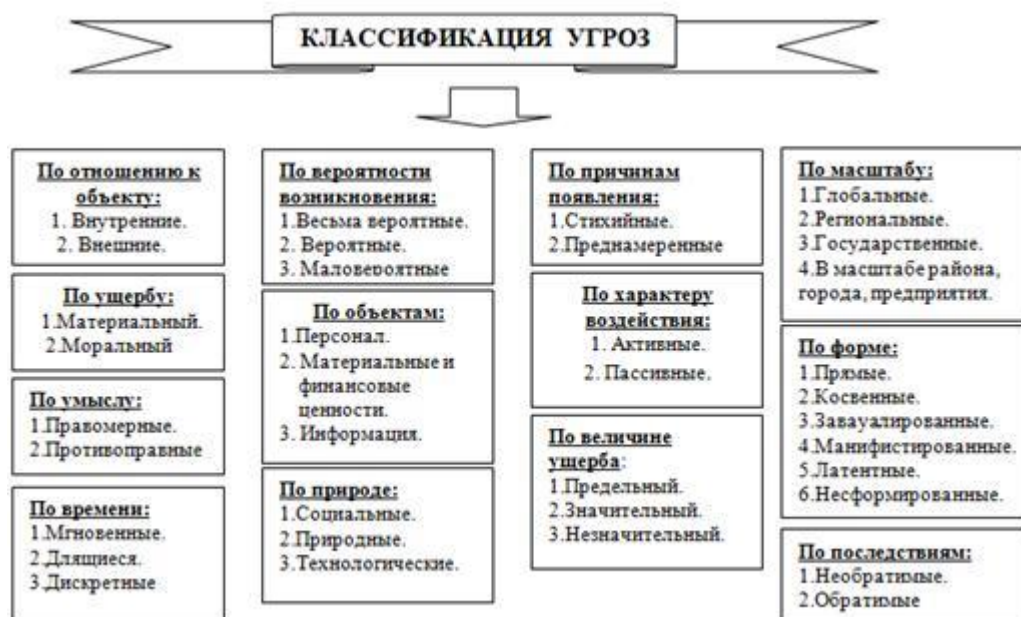 КЛАССИФИКАЦИЯ УГРОЗ
По отношению к
объекту:
1. Внутренние.
2. Внешние.
По ущербу:
1.Материальный.
2.Моральный
По умыслу:
1.Правомерные.
2.Противоправные
По времени:
1.Мгновенные.
2.Длящиеся.
3.Дискретные
По вероятности
возникновения:
1.Весьма вероятные.
2. Вероятные.
3. Маловероятные
По объектам:
1.Персонал.
2. Материальные и
финансовые
ценности.
3. Информация.
По природе:
1.Социальные.
2.Природные.
3.Технологические.
По причинам
появления:
1.Стихийные.
2.Преднамеренные
По характеру
воздействия:
1. Активные.
2. Пассивные.
По величине
ущерба:
1.Предельный.
2.Значительный.
3.Незначительный.
По масштабу:
1.Глобальные.
2.Региональные.
3.Государственные.
4.В масштабе района,
города, предприятия.
По форме:
1.Прямые.
2.Косвенные.
3.Завауалированные.
4.Манифистированные.
5.Латентные.
6.Несформированные.
По последствиям:
1.Необратимые.
2.Обратимые